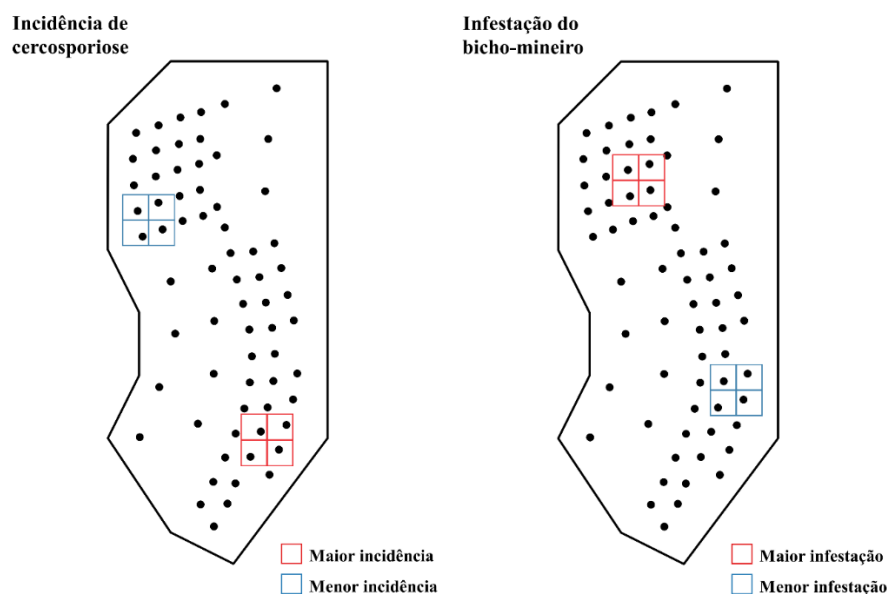 Incidência de
cercosporiose
Maior incidência
Menor incidência
Infestação do
bicho-mineiro
Maior infestação
Menor infestação